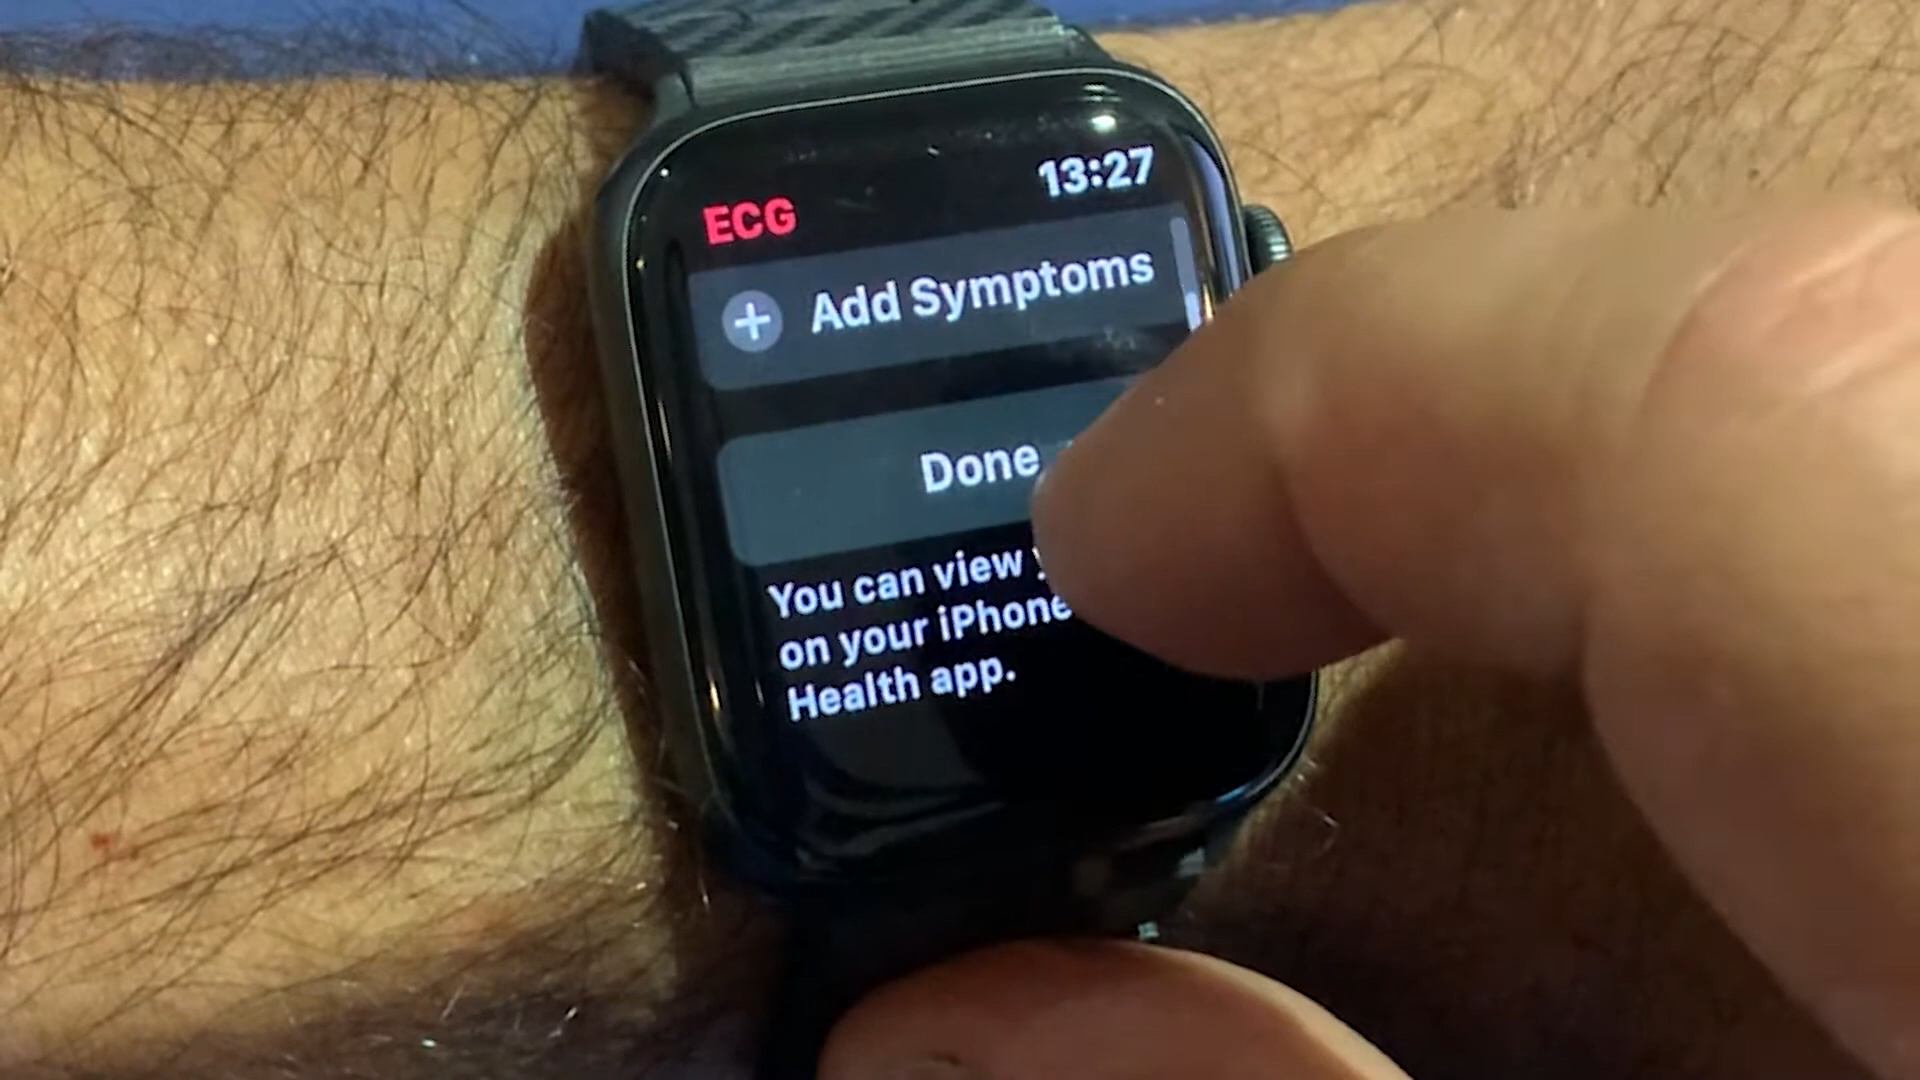 13:27
ECG
Add Symptoms
Done
You can view
on your iPhone
Health app.